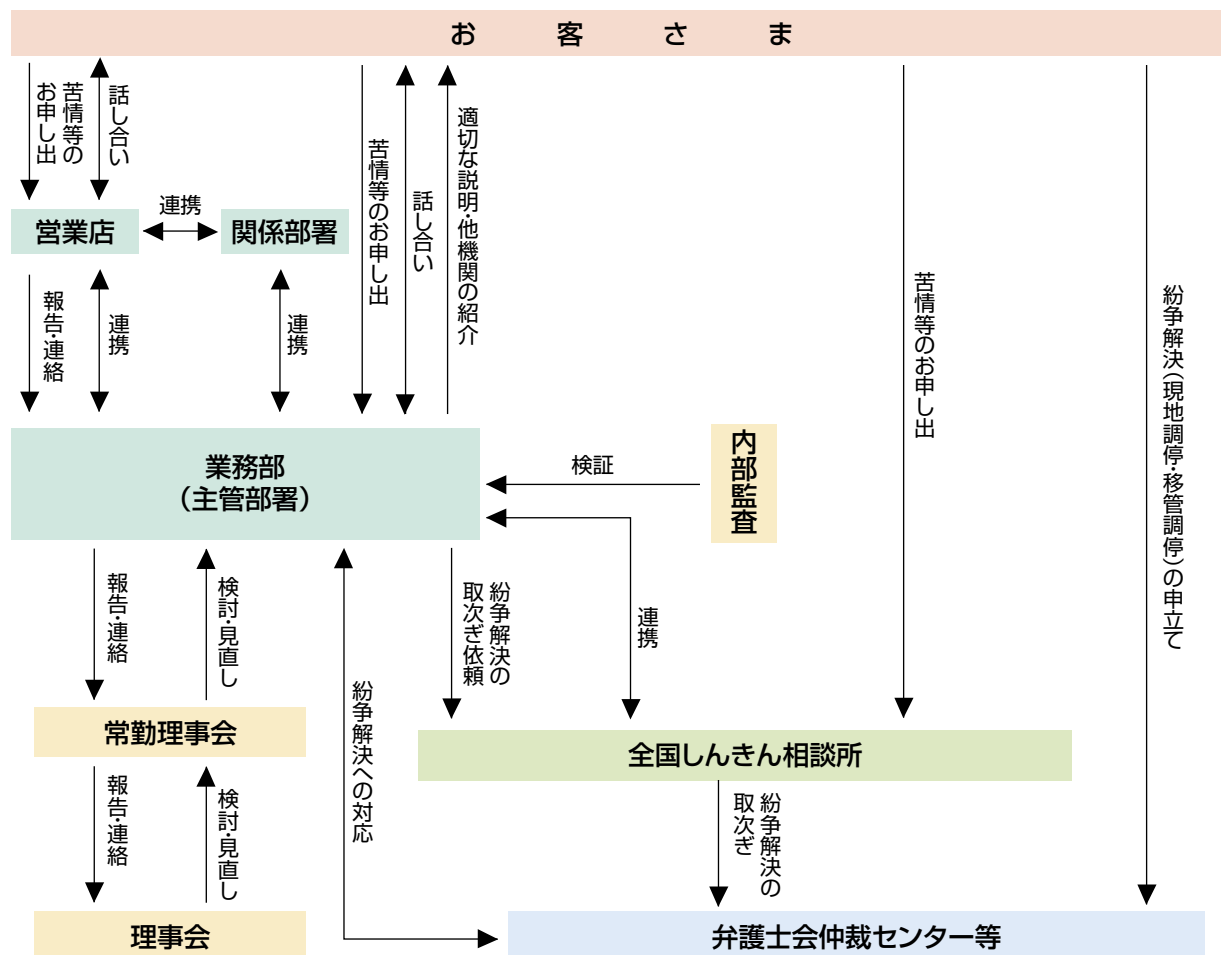 お客さま
苦情等の
お申し出
話し合い
苦情等のお申し出
話し合い
適切な説明・他機関の紹介
苦情等のお申し出
紛争解決(現地調停・移管調停)の申立て
営業店
連携
関係部署
報告・連絡
連携
連携
業務部
(主管部署)
検証
内部監査
報告・連絡
検討・見直し
紛争解決への対応
紛争解決の
取次ぎ依頼
連携
常勤理事会
全国しんきん相談所
報告・連絡
検討・見直し
紛争解決の
取次ぎ
理事会
弁護士会仲裁センター等